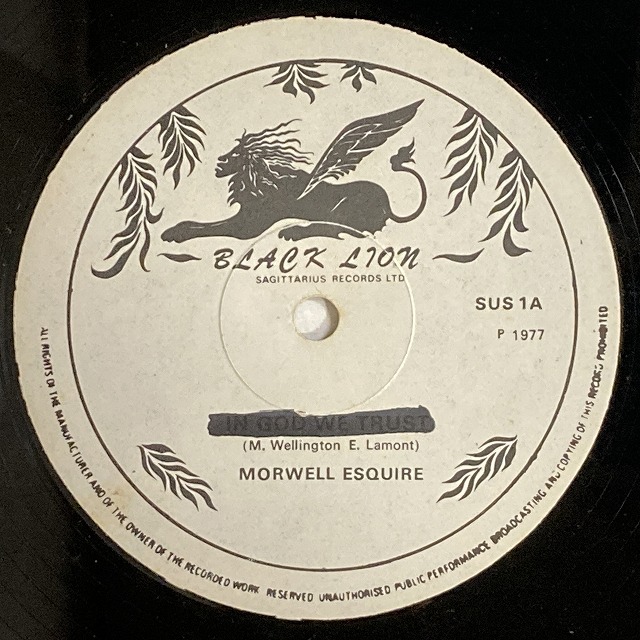 BLACK LION
SAGITTARIUS RECORDS LTD
SUS 1A
P 1977
IN GOD WE TRUST
(M. Wellington E. Lamont)
MORWELL ESQUIRE
ALL RIGHTS OF THE MANUFACTURER AND OF THE OWNER OF THE RECORDED WORK RESERVED UNAUTHORISED PUBLIC PERFORMANCE BROADCASTING AND COPYING OF THIS RECORD PROHIBITED